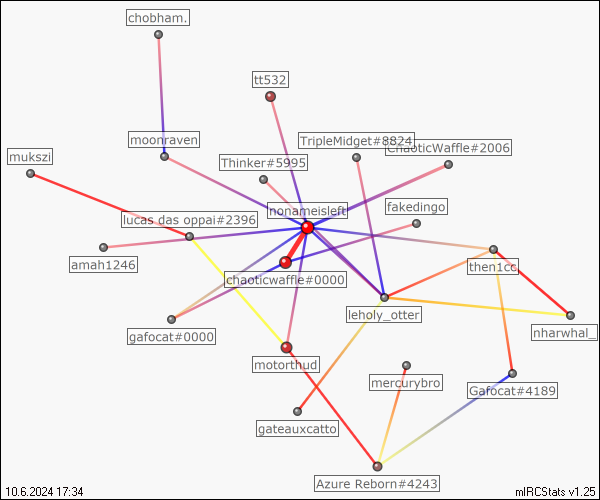 chobham.
tt532
moonraven
TripleMidget#8824
ChaoticWaffle#2006
mukszi
Thinker#5995
nonameisleft
fakedingo
lucas das oppai#2396
amah1246
then1cc
chaoticwaffle#0000
leholy_otter
gafocat#0000
nharwhal_
motorthud
mercurybro
Gafocat#4189
gateauxcatto
Azure Reborn#4243
10.6.2024 17:34
mIRCStats v1.25